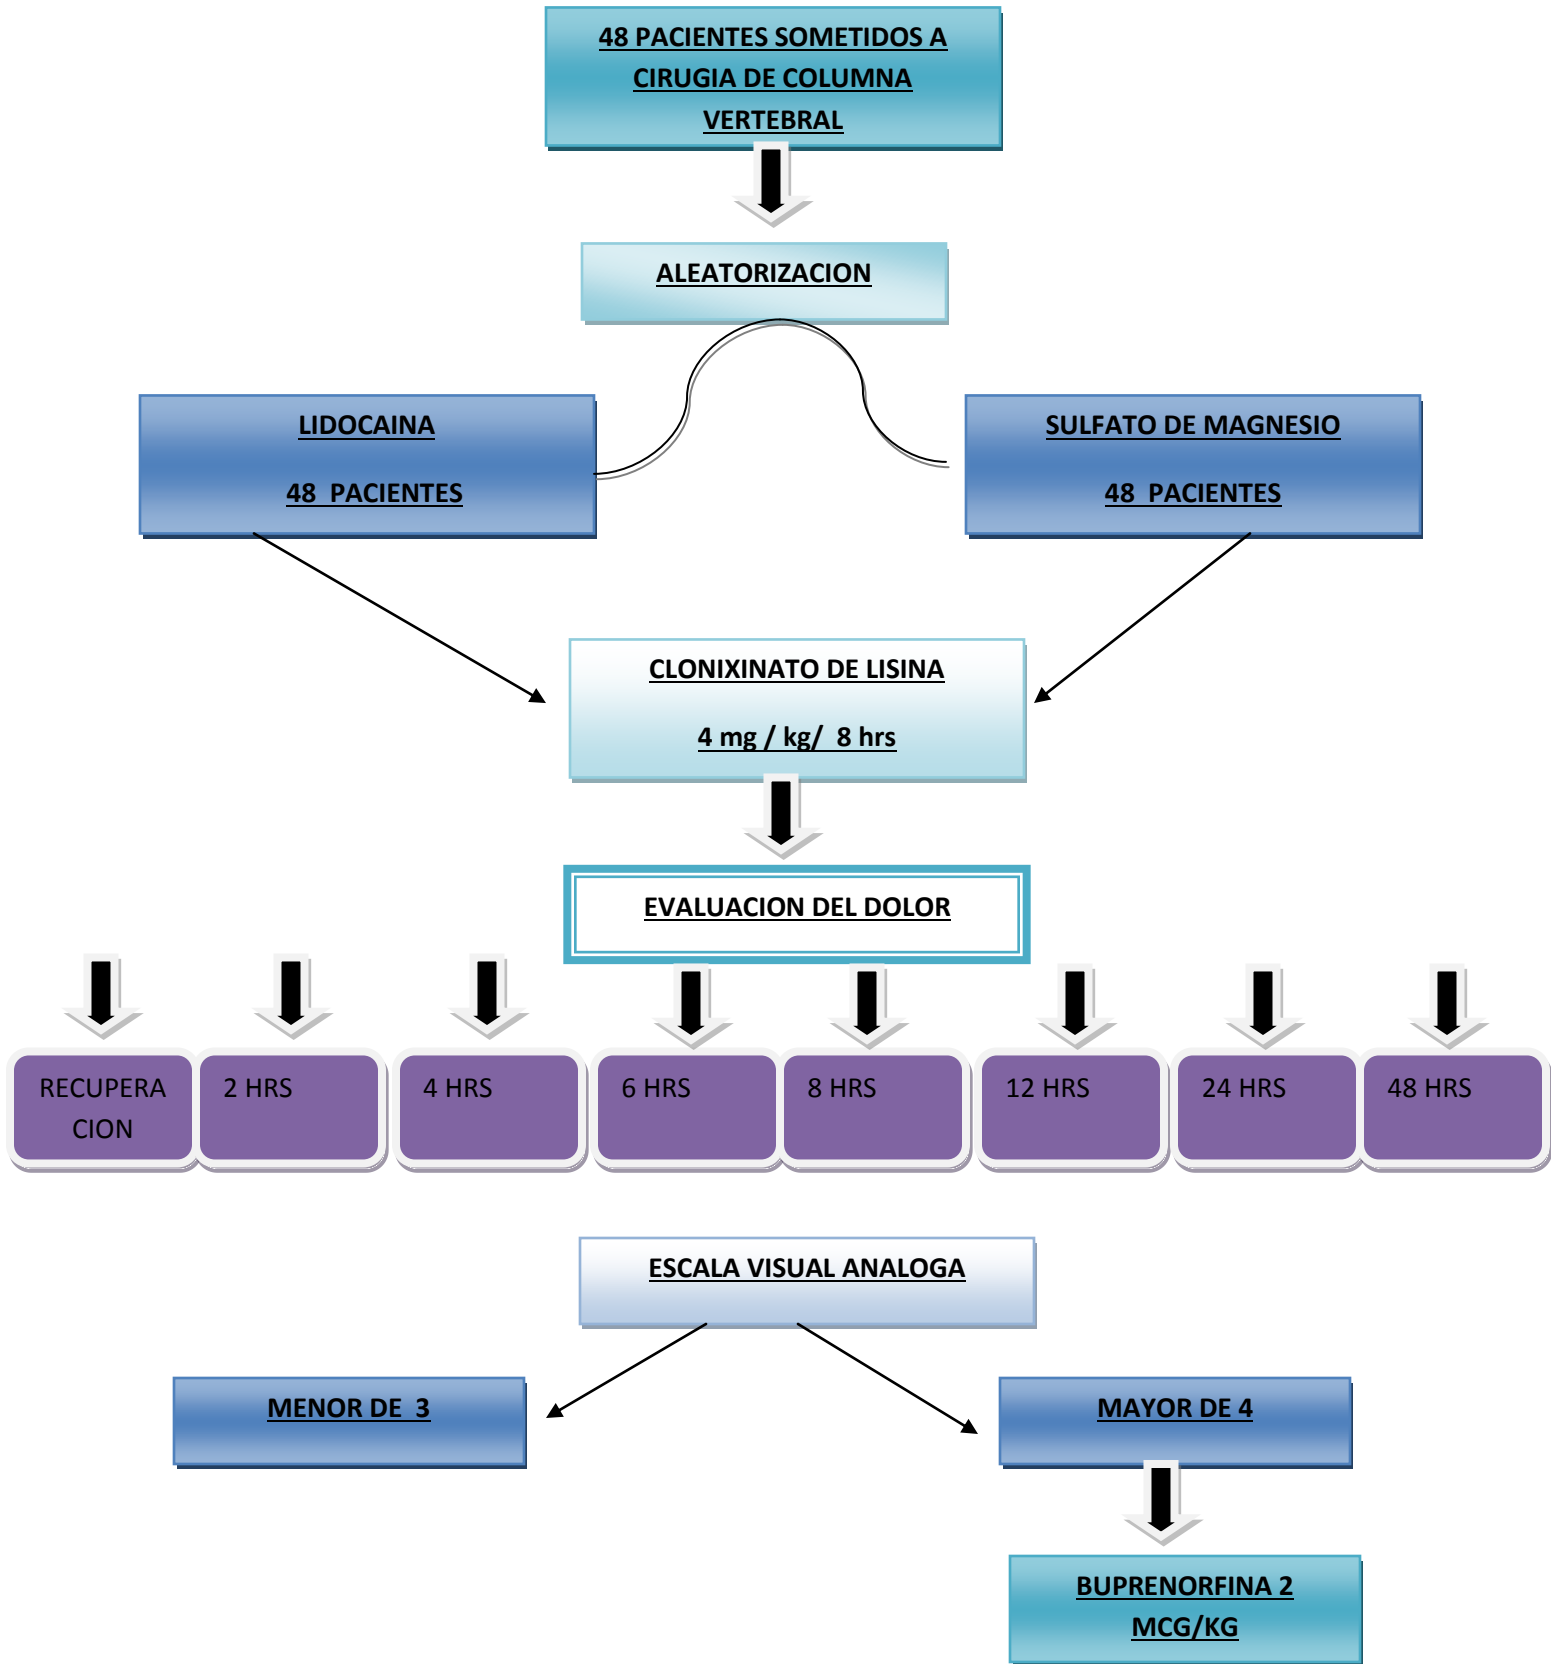 48 PACIENTES SOMETIDOS A
CIRUGIA DE COLUMNA
VERTEBRAL
ALEATORIZACION
LIDOCAINA
48 PACIENTES
SULFATO DE MAGNESIO
48 PACIENTES
CLONIXINATO DE LISINA
4 mg / kg/ 8 hrs
EVALUACION DEL DOLOR
RECUPERA
CION
2 HRS
4 HRS
6 HRS
8 HRS
12 HRS
24 HRS
48 HRS
ESCALA VISUAL ANALOGA
MENOR DE 3
MAYOR DE 4
BUPRENORFINA 2
MCG/KG